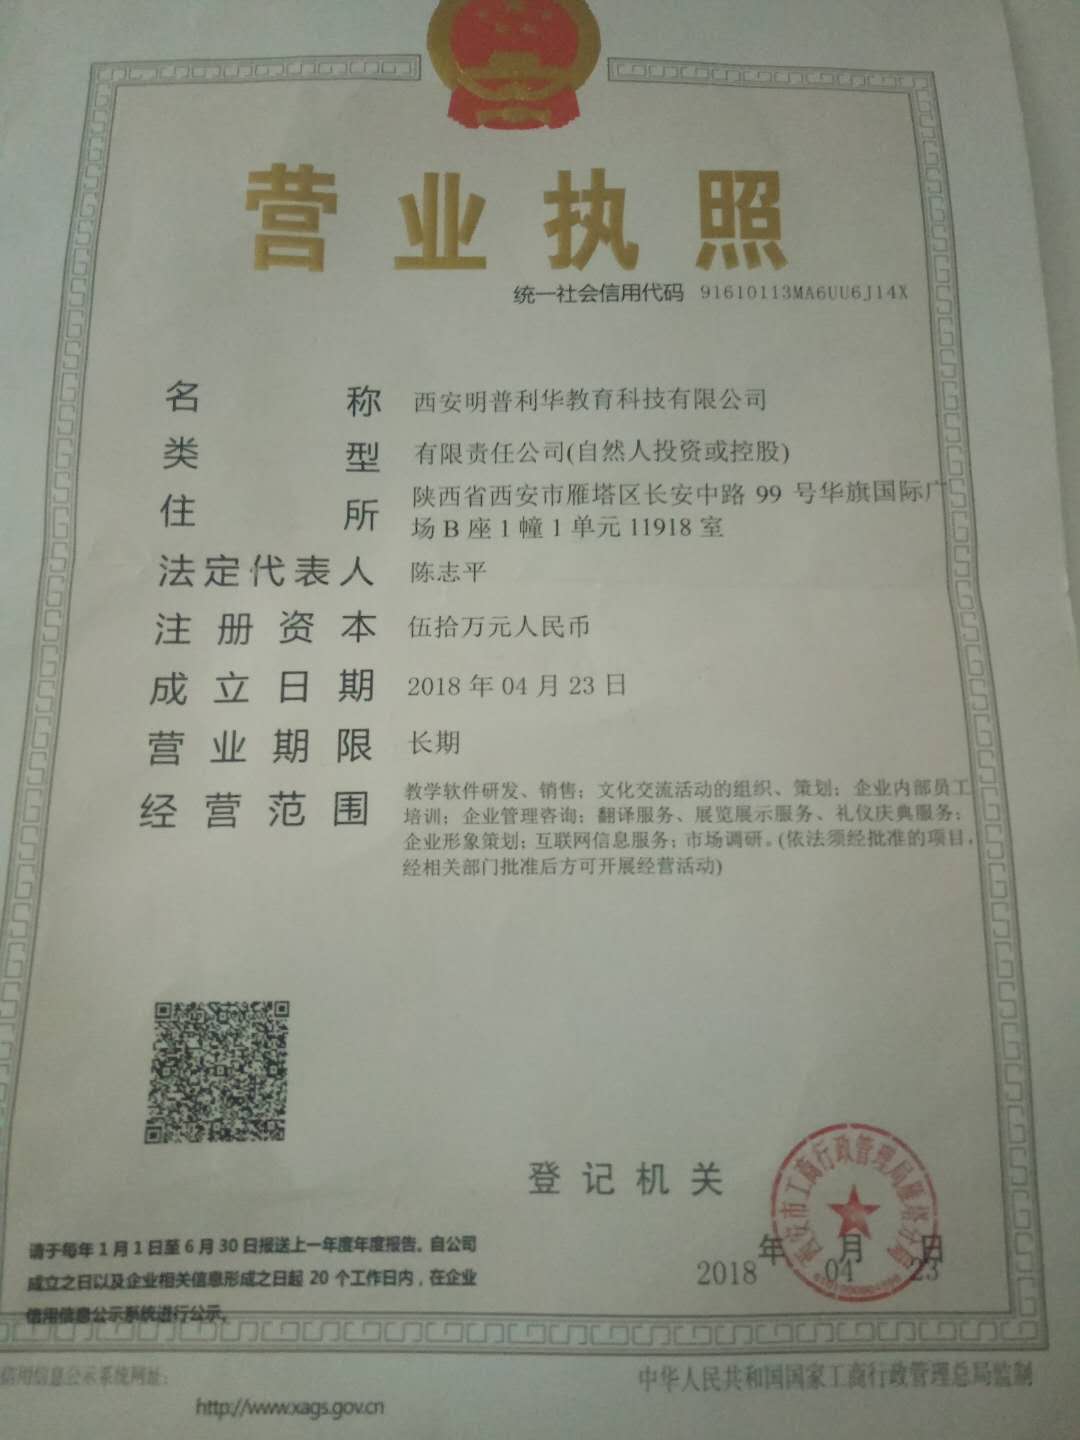 营业执照
统一社会信用代码 91610113MA6UU6J14X
名称 西安明普利华教育科技有限公司
类型 有限责任公司(自然人投资或控股)
住所 陕西省西安市雁塔区长安中路 99 号华旗国际广
场 B 座 1 幢 1 单元 11918 室
法定代表人 陈志平
注册资本 伍拾万元人民币
成立日期 2018 年 04 月 23 日
营业期限 长期
经营范围 教学软件研发、销售；文化交流活动的组织、策划；企业内部员工
培训；企业管理咨询；翻译服务、展览展示服务、礼仪庆典服务；
企业形象策划；互联网信息服务；市场调研。(依法须经批准的项目，
经相关部门批准后方可开展经营活动)
登记机关
西安市工商行政管理局雁塔分局
2018 年 04 月 23 日
请于每年 1 月 1 日至 6 月 30 日报送上一年度年度报告。自公司
成立之日以及企业相关信息形成之日起 20 个工作日内，在企业
信用信息公示系统进行公示。
信用信息公示系统网址：
http://www.xags.gov.cn
中华人民共和国国家工商行政管理总局监制